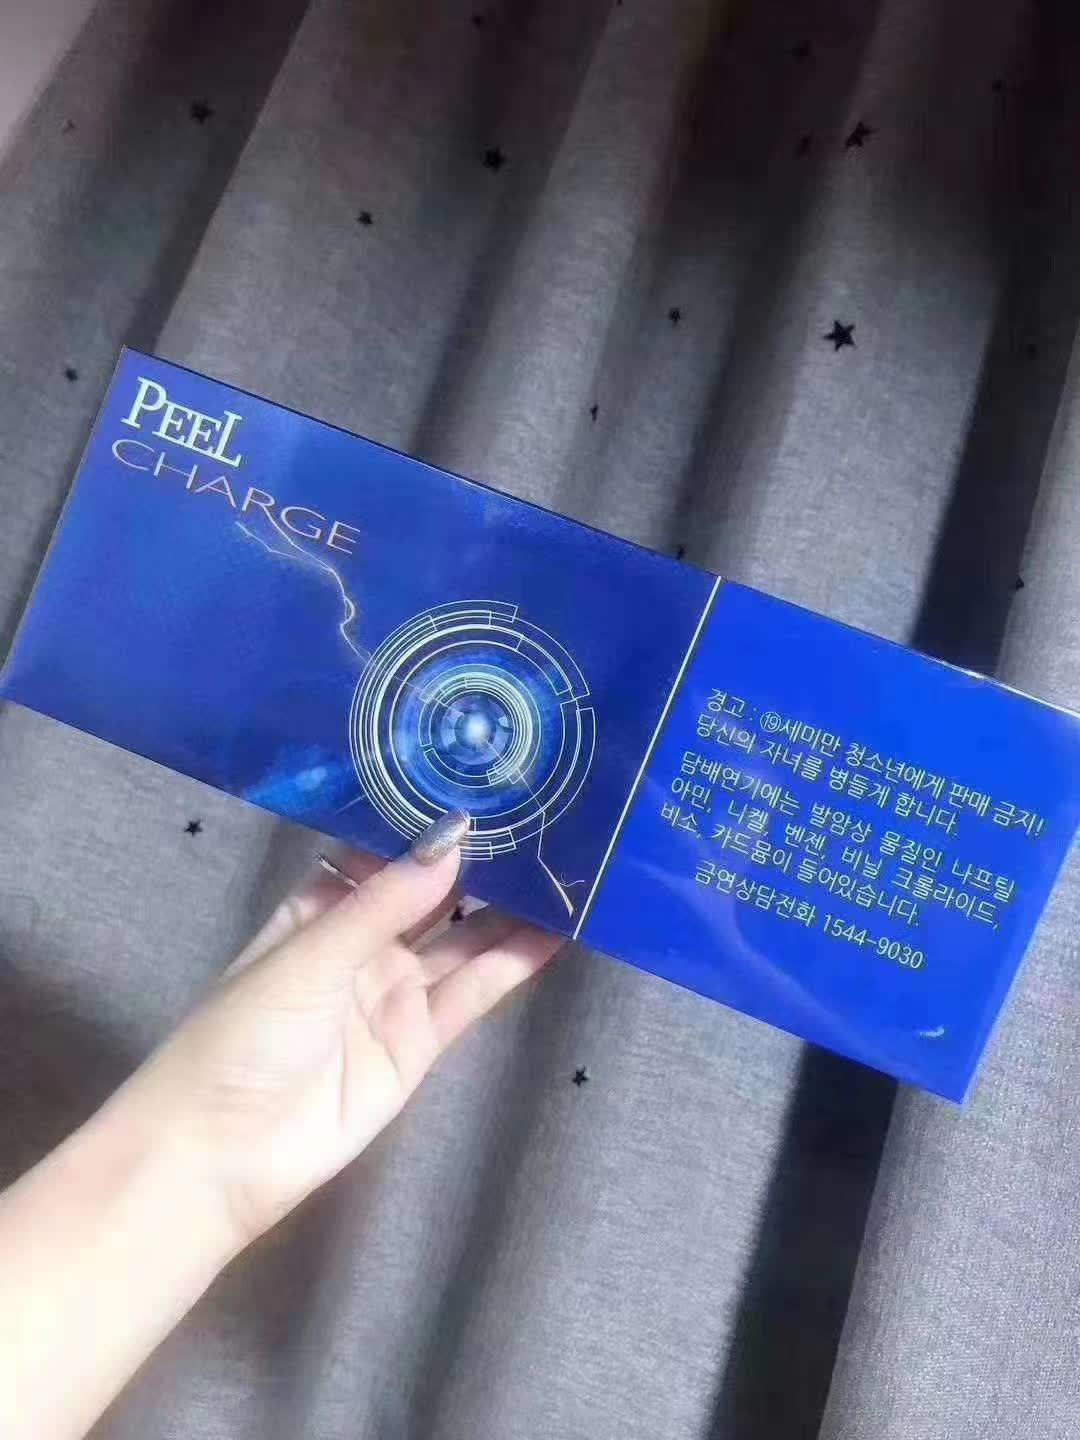 PEEL
CHARGE
경고 : ⑲세미만 청소년에게 판매 금지!
당신의 자녀를 병들게 합니다.
담배연기에는 발암상 물질인 나프틸
아민, 니켈, 벤젠, 비닐 크롤라이드,
비소, 카드뮴이 들어있습니다.
금연상담전화 1544-9030